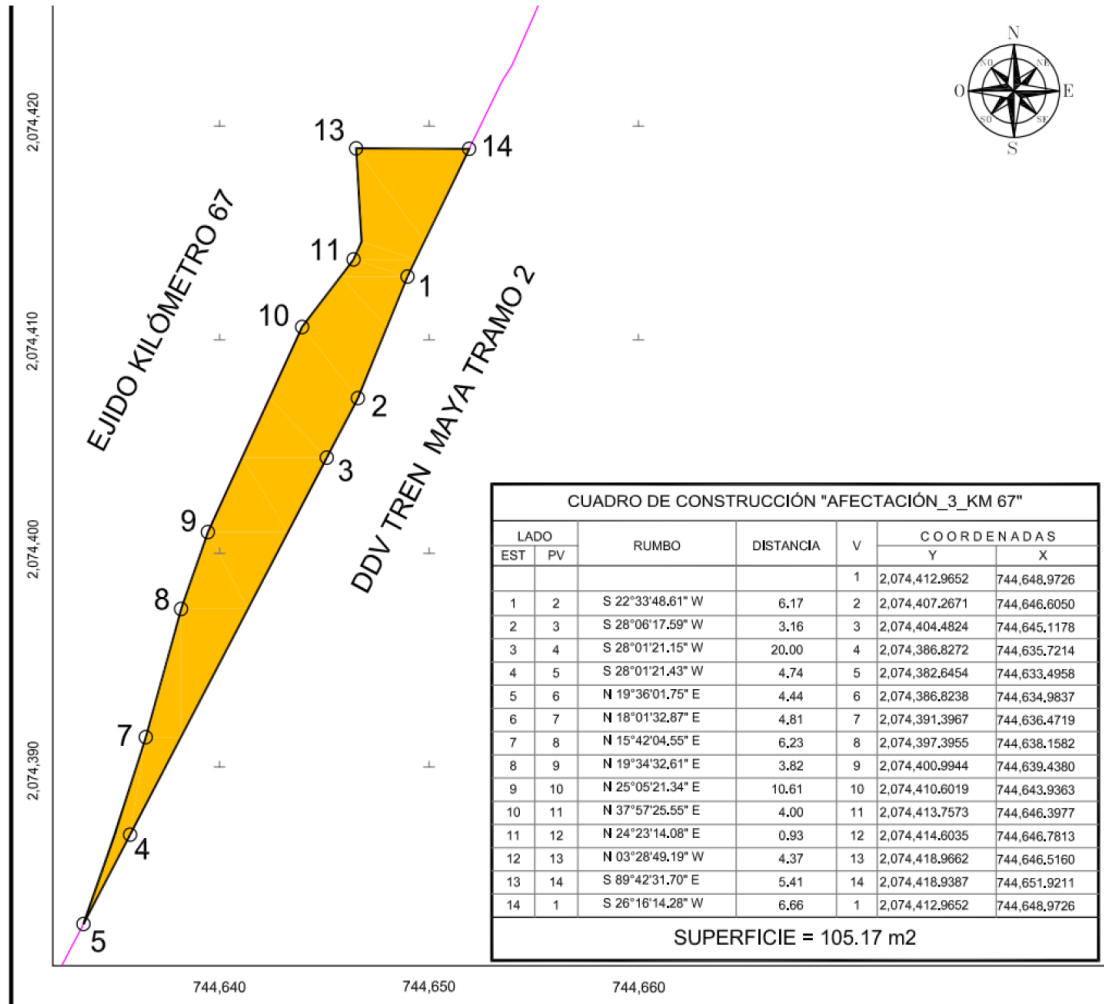 N
NO
NE
O
E
SO
SE
S
2,074,420
2,074,410
2,074,400
2,074,390
13
14
11
1
10
2
3
9
8
7
4
5
EJIDO KILÓMETRO 67
DDV TREN MAYA TRAMO 2
CUADRO DE CONSTRUCCIÓN "AFECTACIÓN_3_KM 67"
LADO RUMBO DISTANCIA V COORDENADAS
EST PV Y X
1 2,074,412.9652 744,648.9726
1 2 S 22°33'48.61" W 6.17 2 2,074,407.2671 744,646.6050
2 3 S 28°06'17.59" W 3.16 3 2,074,404.4824 744,645.1178
3 4 S 28°01'21.15" W 20.00 4 2,074,386.8272 744,635.7214
4 5 S 28°01'21.43" W 4.74 5 2,074,382.6454 744,633.4958
5 6 N 19°36'01.75" E 4.44 6 2,074,386.8238 744,634.9837
6 7 N 18°01'32.87" E 4.81 7 2,074,391.3967 744,636.4719
7 8 N 15°42'04.55" E 6.23 8 2,074,397.3955 744,638.1582
8 9 N 19°34'32.61" E 3.82 9 2,074,400.9944 744,639.4380
9 10 N 25°05'21.34" E 10.61 10 2,074,410.6019 744,643.9363
10 11 N 37°57'25.55" E 4.00 11 2,074,413.7573 744,646.3977
11 12 N 24°23'14.08" E 0.93 12 2,074,414.6035 744,646.7813
12 13 N 03°28'49.19" W 4.37 13 2,074,418.9662 744,646.5160
13 14 S 89°42'31.70" E 5.41 14 2,074,418.9387 744,651.9211
14 1 S 26°16'14.28" W 6.66 1 2,074,412.9652 744,648.9726
SUPERFICIE = 105.17 m2
744,640
744,650
744,660